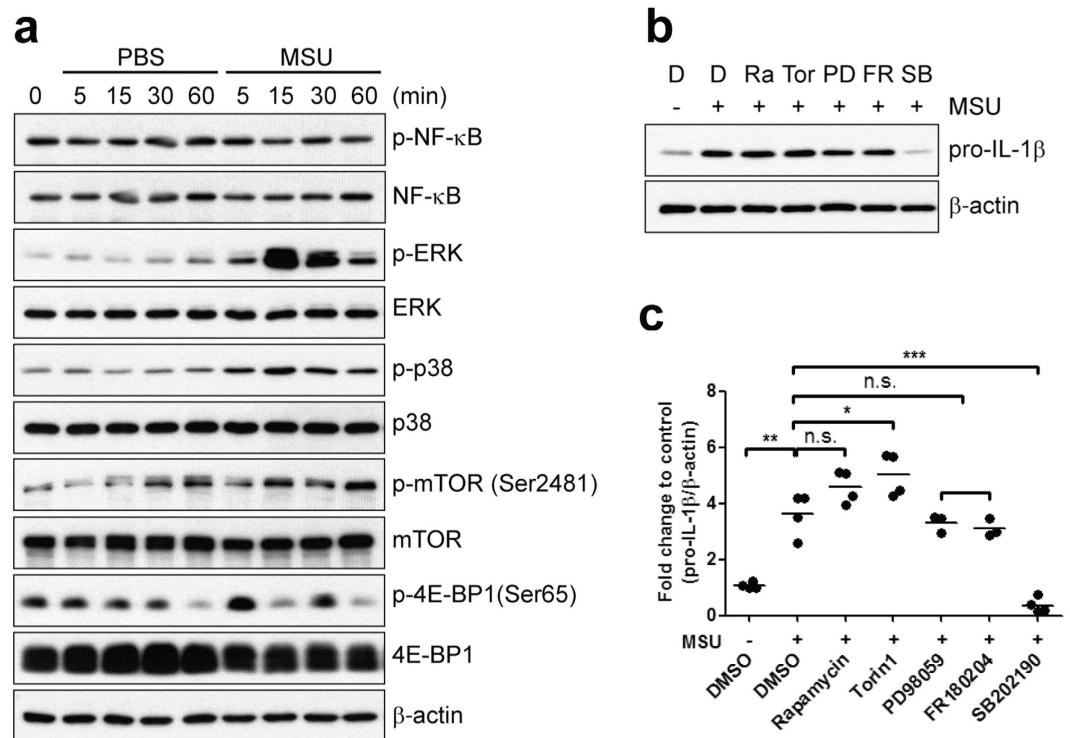 a
PBS MSU
0 5 15 30 60 5 15 30 60 (min)
p-NF-κB
NF-κB
p-ERK
ERK
p-p38
p38
p-mTOR (Ser2481)
mTOR
p-4E-BP1(Ser65)
4E-BP1
β-actin
b
D D Ra Tor PD FR SB
- + + + + + + MSU
pro-IL-1β
β-actin
c
***
n.s.
*
** n.s.
Fold change to control
(pro-IL-1β/β-actin)
8
6
4
2
0
MSU - + + + + + +
DMSO
DMSO
Rapamycin
Torin1
PD98059
FR180204
SB202190